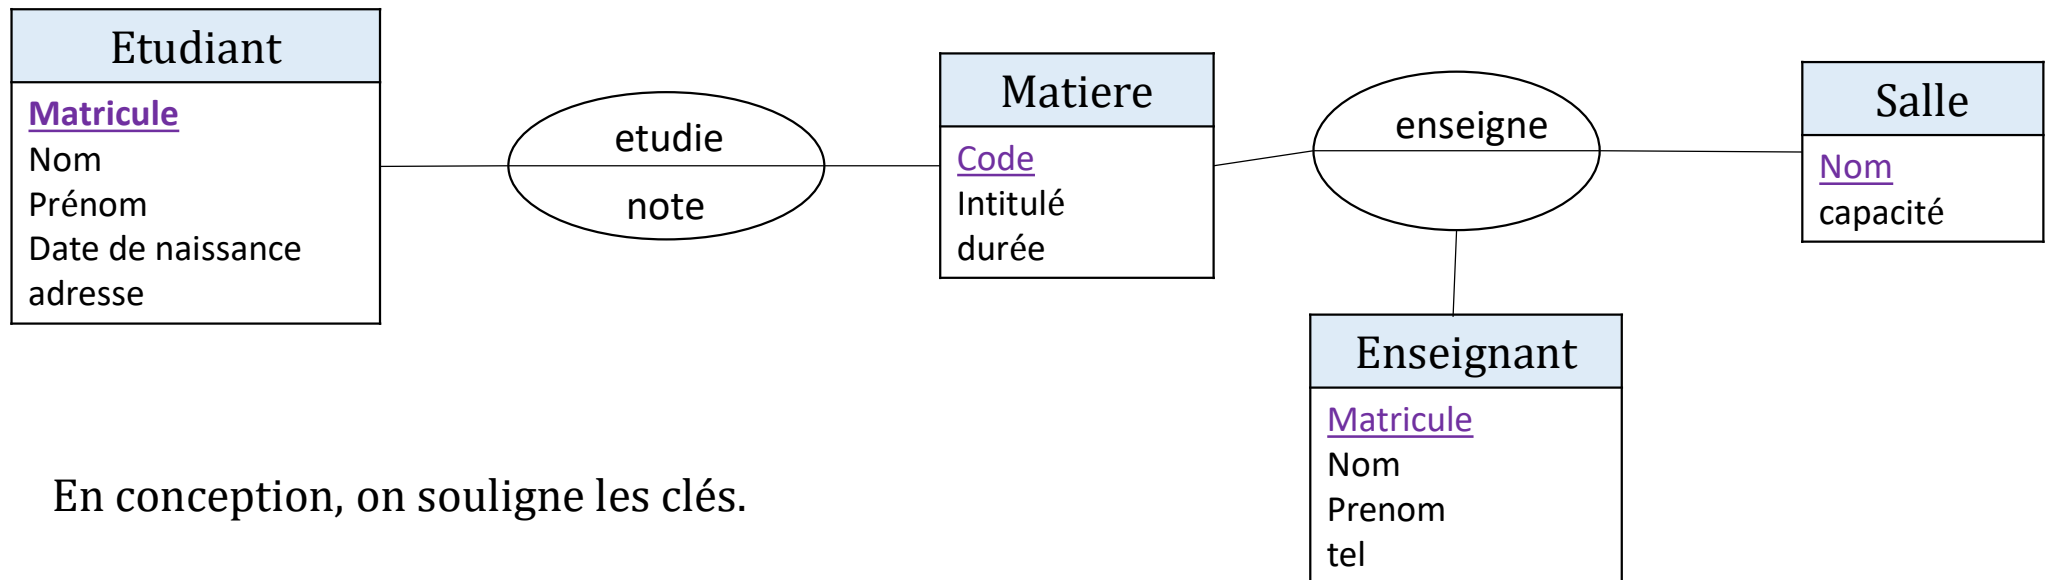 Etudiant
Matricule
Nom
Prénom
Date de naissance
adresse
etudie
note
Matiere
Code
Intitulé
durée
enseigne
Salle
Nom
capacité
Enseignant
Matricule
Nom
Prenom
tel
En conception, on souligne les clés.